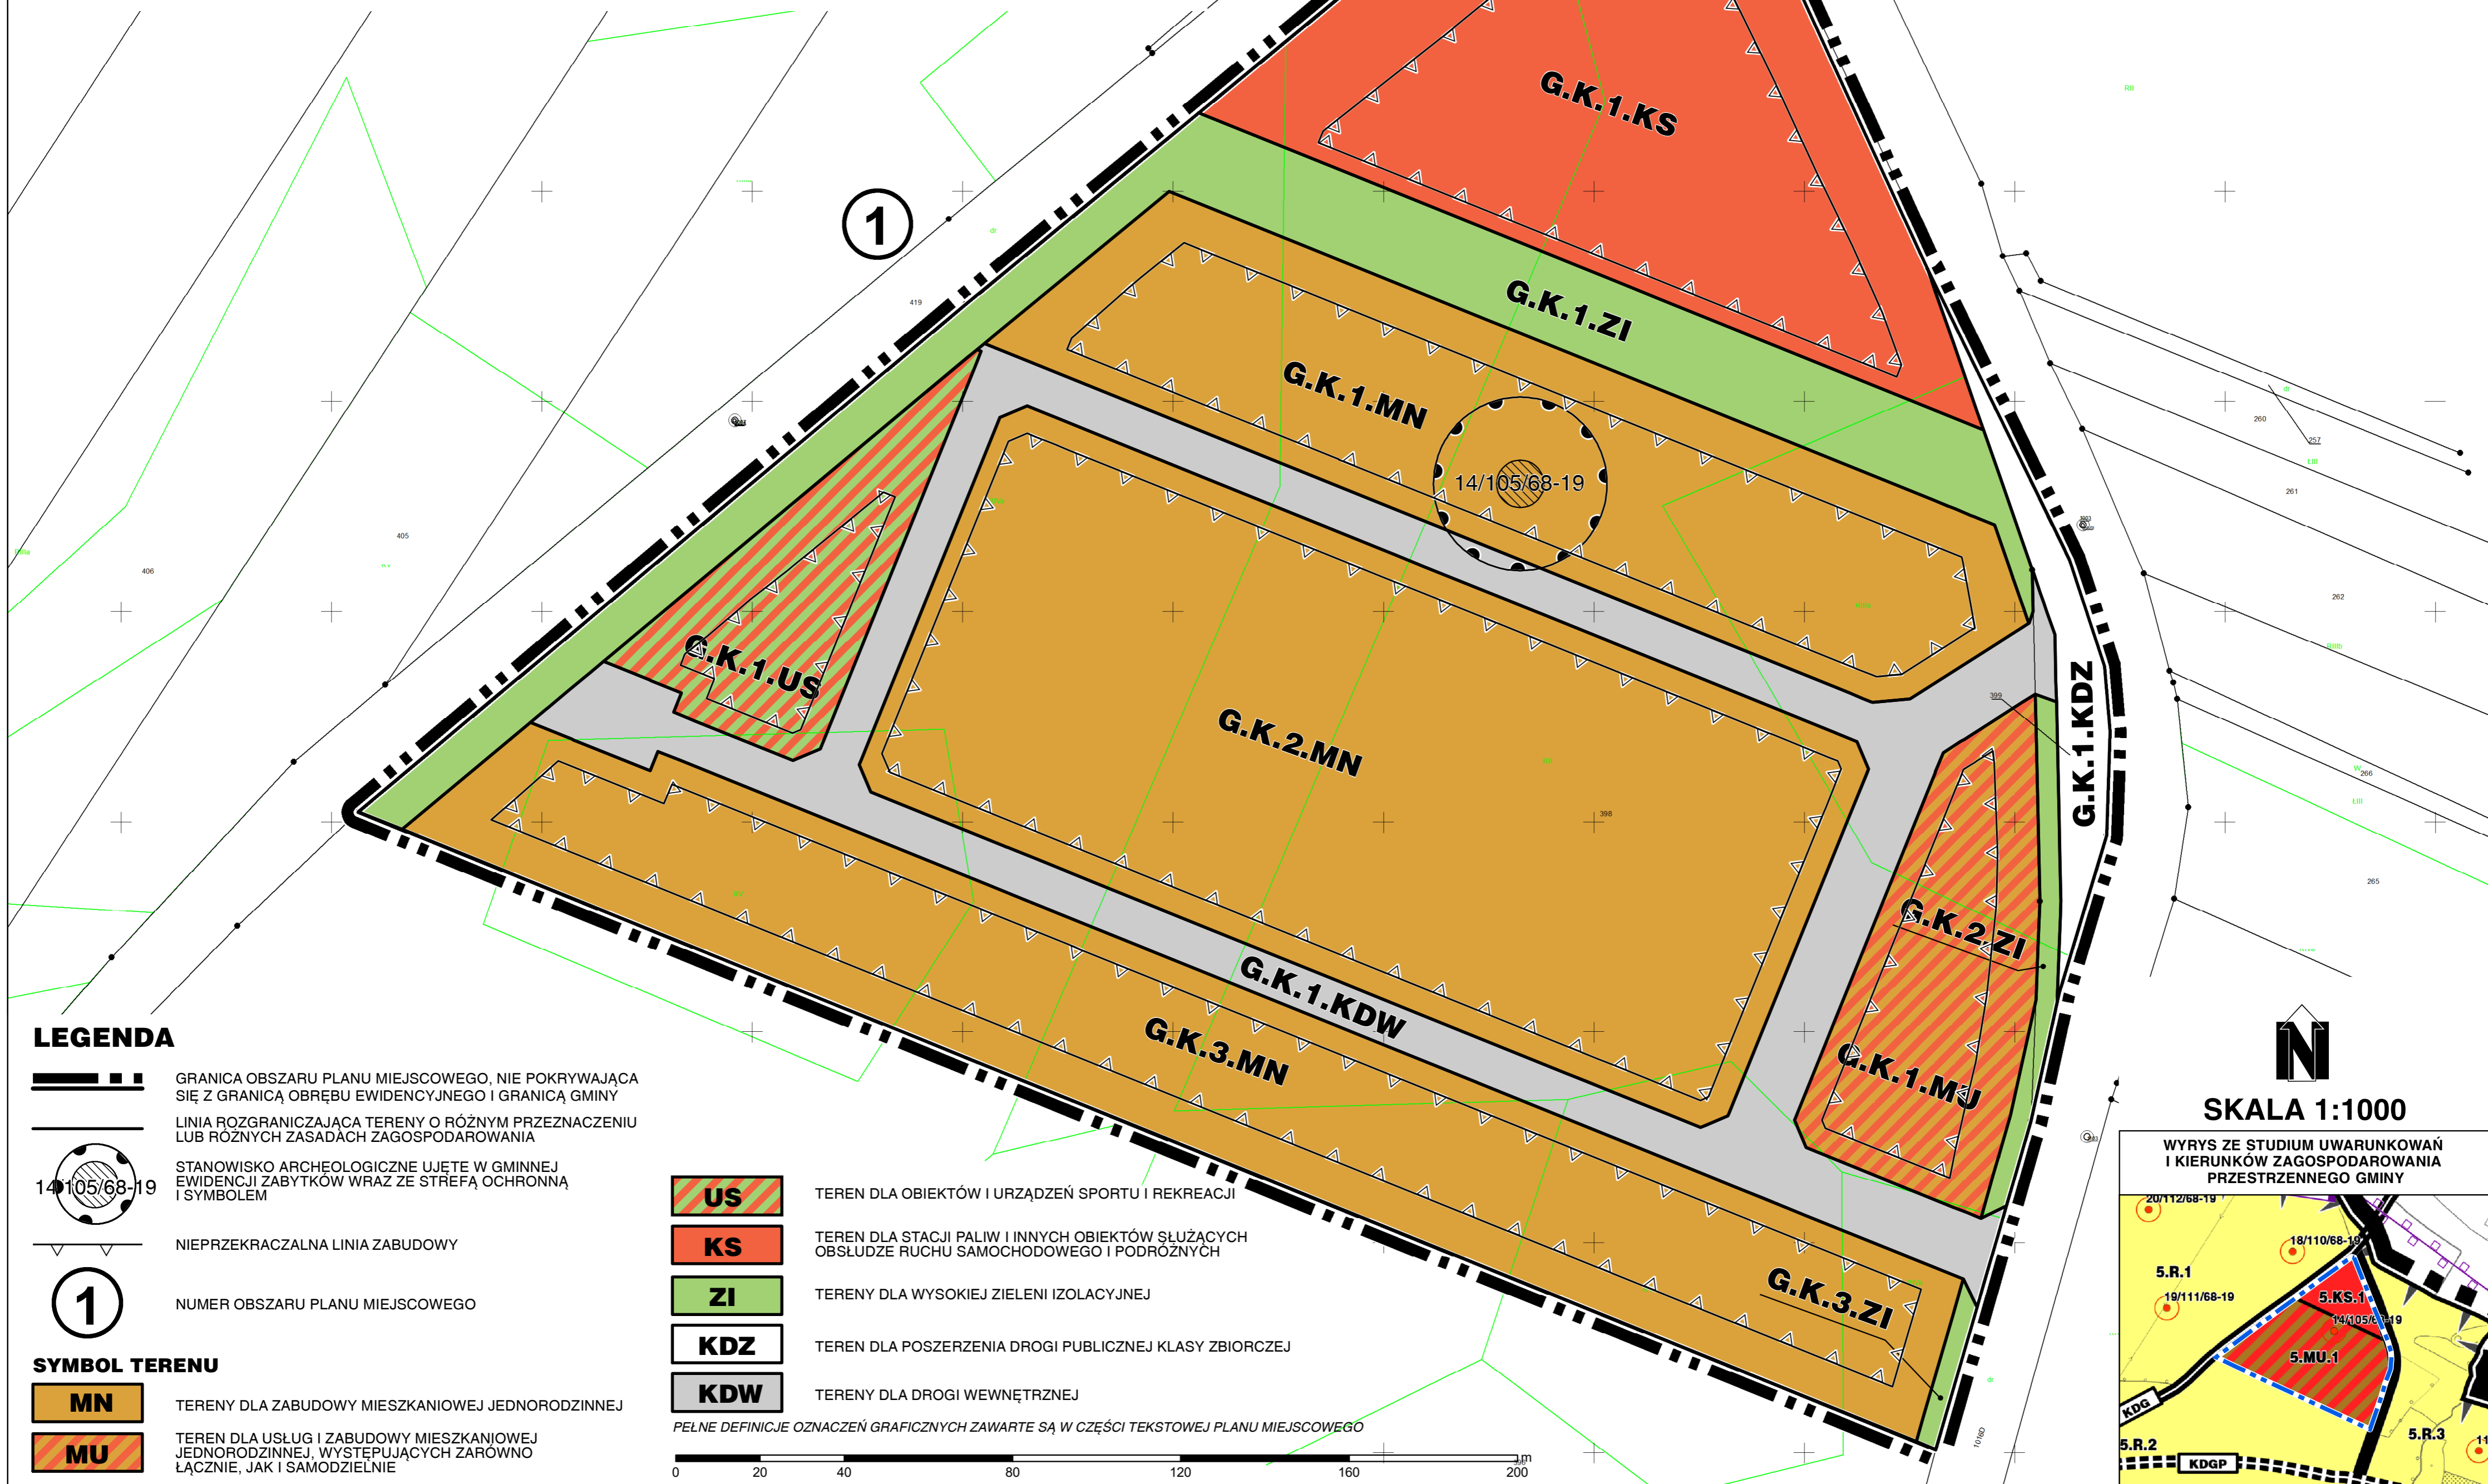 G.K.1.KS
RII
1
dr
419
G.K.1.ZI
G.K.1.MN
14/105/68-19
dr
260
257
ŁIII
261
405
406
262
G.K.1.US
399
G.K.1.KDZ
G.K.2.MN
398
W
266
ŁIII
265
G.K.2.ZI
G.K.1.KDW
G.K.3.MN
G.K.1.MU
G.K.3.ZI
dr
1016D
LEGENDA
GRANICA OBSZARU PLANU MIEJSCOWEGO, NIE POKRYWAJĄCA
SIĘ Z GRANICĄ OBRĘBU EWIDENCYJNEGO I GRANICĄ GMINY
LINIA ROZGRANICZAJĄCA TERENY O RÓŻNYM PRZEZNACZENIU
LUB RÓŻNYCH ZASADACH ZAGOSPODAROWANIA
14/105/68-19
STANOWISKO ARCHEOLOGICZNE UJĘTE W GMINNEJ
EWIDENCJI ZABYTKÓW WRAZ ZE STREFĄ OCHRONNĄ
I SYMBOLEM
NIEPRZEKRACZALNA LINIA ZABUDOWY
1
NUMER OBSZARU PLANU MIEJSCOWEGO
SYMBOL TERENU
MN
TERENY DLA ZABUDOWY MIESZKANIOWEJ JEDNORODZINNEJ
MU
TEREN DLA USŁUG I ZABUDOWY MIESZKANIOWEJ
JEDNORODZINNEJ, WYSTĘPUJĄCYCH ZARÓWNO
ŁĄCZNIE, JAK I SAMODZIELNIE
US
TEREN DLA OBIEKTÓW I URZĄDZEŃ SPORTU I REKREACJI
KS
TEREN DLA STACJI PALIW I INNYCH OBIEKTÓW SŁUŻĄCYCH
OBSŁUDZE RUCHU SAMOCHODOWEGO I PODRÓŻNYCH
ZI
TERENY DLA WYSOKIEJ ZIELENI IZOLACYJNEJ
KDZ
TEREN DLA POSZERZENIA DROGI PUBLICZNEJ KLASY ZBIORCZEJ
KDW
TERENY DLA DROGI WEWNĘTRZNEJ
PEŁNE DEFINICJE OZNACZEŃ GRAFICZNYCH ZAWARTE SĄ W CZĘŚCI TEKSTOWEJ PLANU MIEJSCOWEGO
0 20 40 80 120 160 200 m
N
SKALA 1:1000
WYRYS ZE STUDIUM UWARUNKOWAŃ
I KIERUNKÓW ZAGOSPODAROWANIA
PRZESTRZENNEGO GMINY
20/112/68-19
18/110/68-19
5.R.1
19/111/68-19
5.KS.1
5.MU.1
KDG
5.R.2
KDGP
5.R.3
11